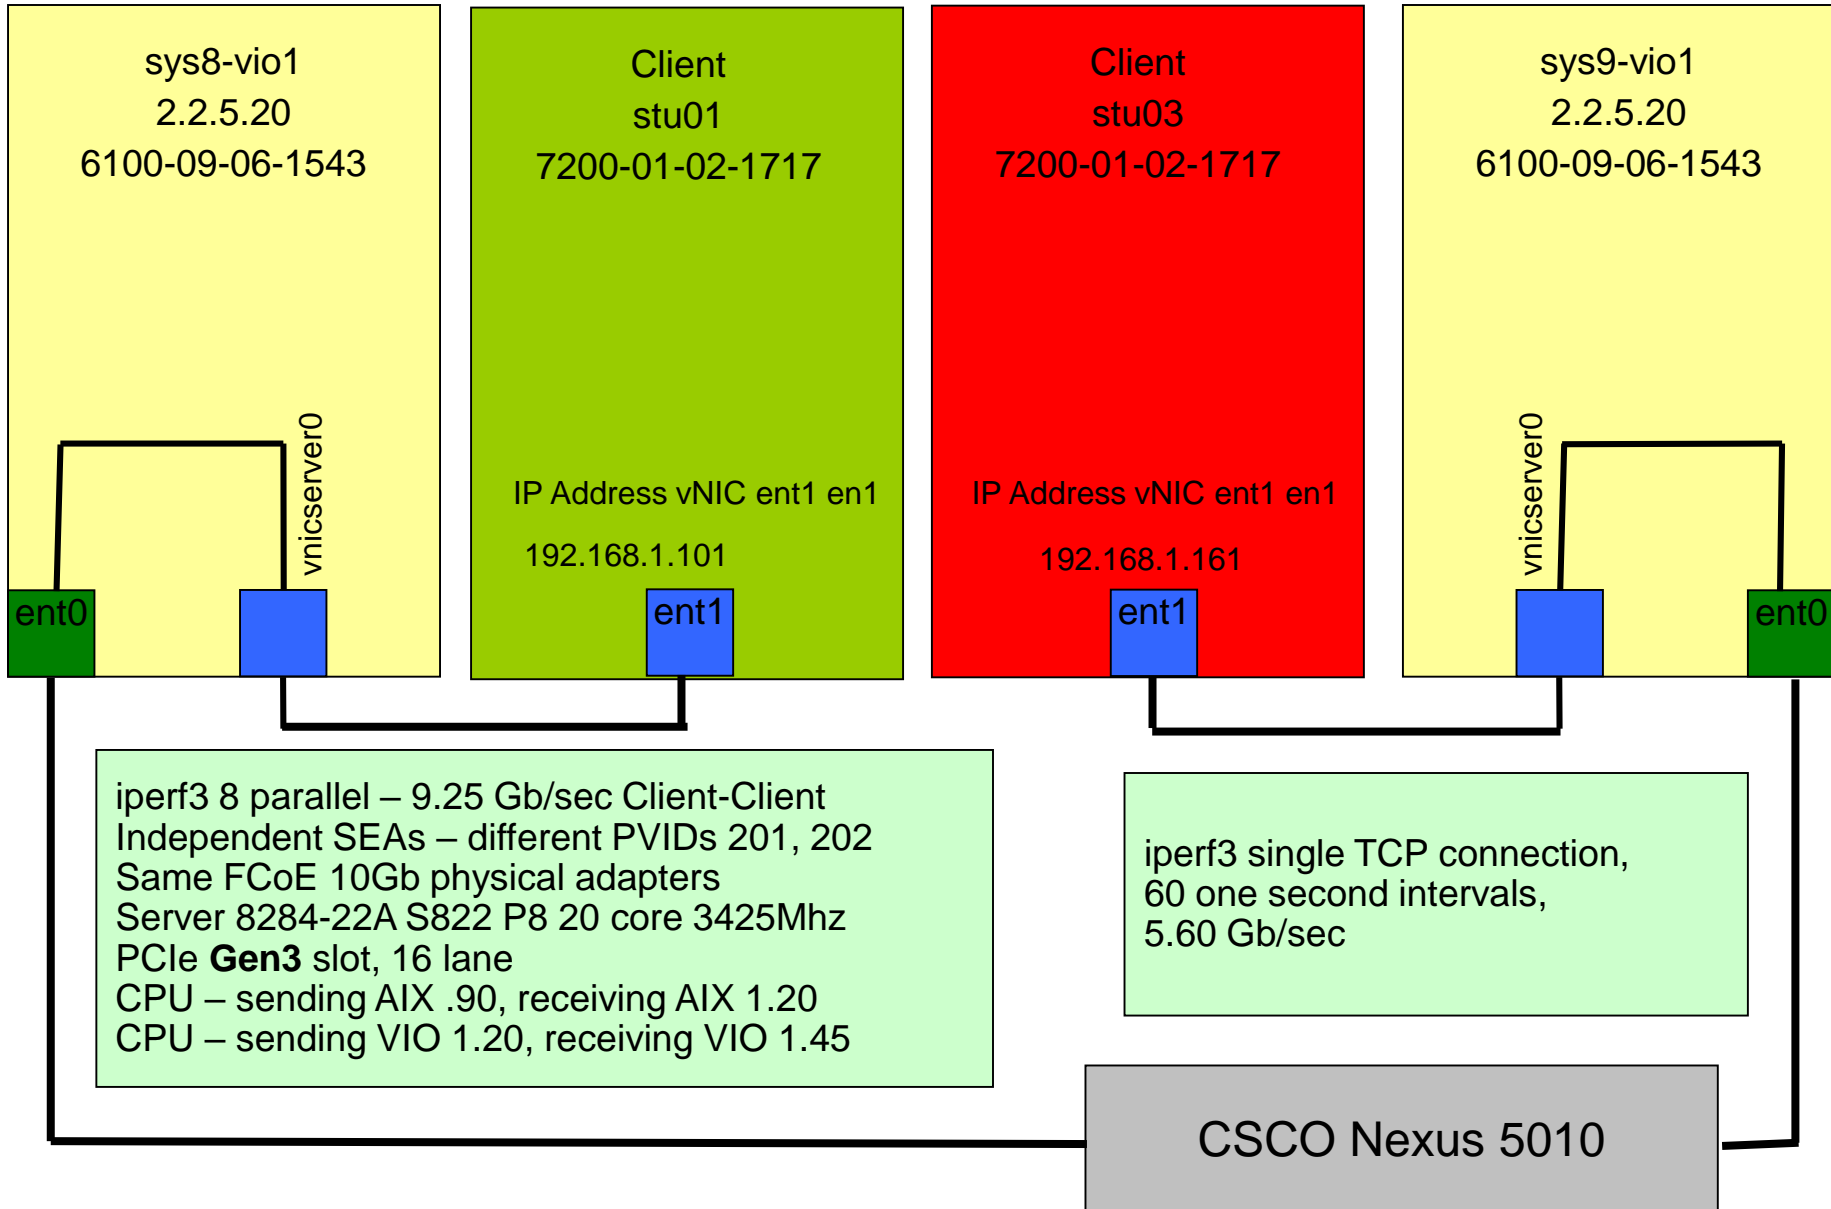 sys8-vio1
2.2.5.20
6100-09-06-1543
Client
stu01
7200-01-02-1717
Client
stu03
7200-01-02-1717
sys9-vio1
2.2.5.20
6100-09-06-1543
vnicserver0
ent0
IP Address vNIC ent1 en1
192.168.1.101
ent1
IP Address vNIC ent1 en1
192.168.1.161
ent1
vnicserver0
ent0
iperf3 8 parallel – 9.25 Gb/sec Client-Client
Independent SEAs – different PVIDs 201, 202
Same FCoE 10Gb physical adapters
Server 8284-22A S822 P8 20 core 3425Mhz
PCIe Gen3 slot, 16 lane
CPU – sending AIX .90, receiving AIX 1.20
CPU – sending VIO 1.20, receiving VIO 1.45
iperf3 single TCP connection,
60 one second intervals,
5.60 Gb/sec
CSCO Nexus 5010